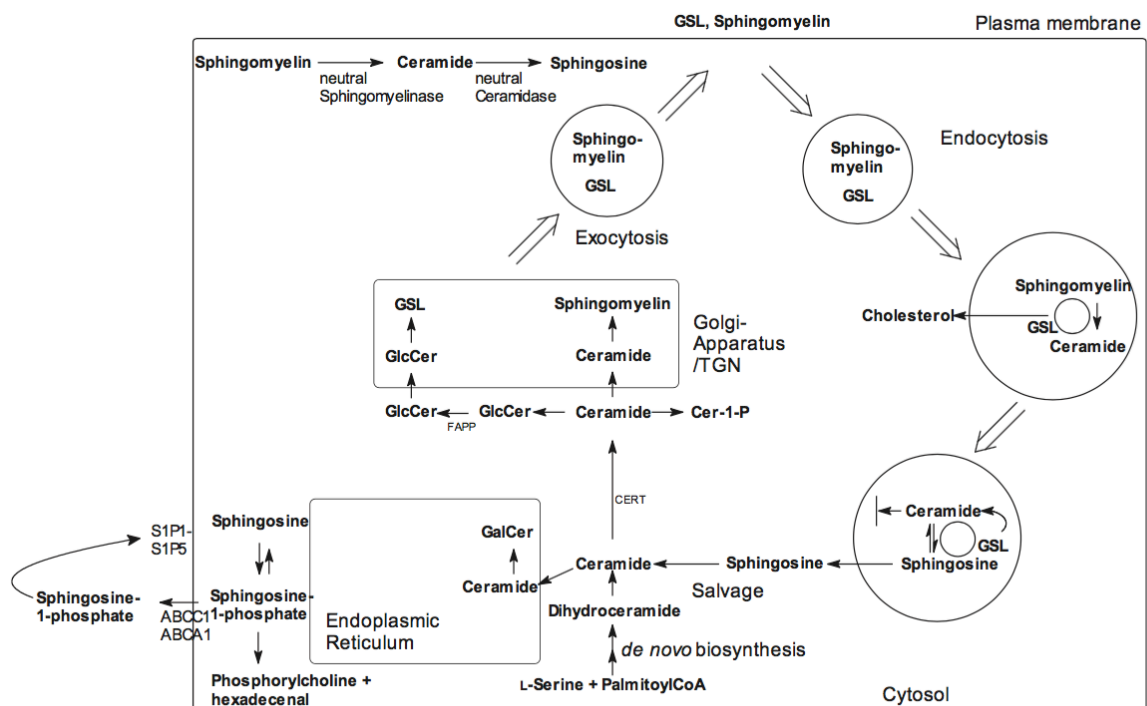 GSL, Sphingomyelin
Plasma membrane
Sphingomyelin
Ceramide
Sphingosine
neutral
Sphingomyelinase
neutral
Ceramidase
Sphingo-
myelin
GSL
Exocytosis
Sphingo-
myelin
GSL
Endocytosis
GSL
GlcCer
Sphingomyelin
Ceramide
Golgi-
Apparatus
/TGN
Cholesterol
Sphingomyelin
GSL
Ceramide
GlcCer
FAPP
GlcCer
Ceramide
Cer-1-P
CERT
S1P1-
S1P5
Sphingosine
Sphingosine-
1-phosphate
ABCC1
ABCA1
Sphingosine-
1-phosphate
Phosphorylcholine +
hexadecenal
GalCer
Ceramide
Endoplasmic
Reticulum
Ceramide
Sphingosine
Salvage
Dihydroceramide
de novo biosynthesis
L-Serine + PalmitoylCoA
Ceramide
GSL
Sphingosine
Cytosol